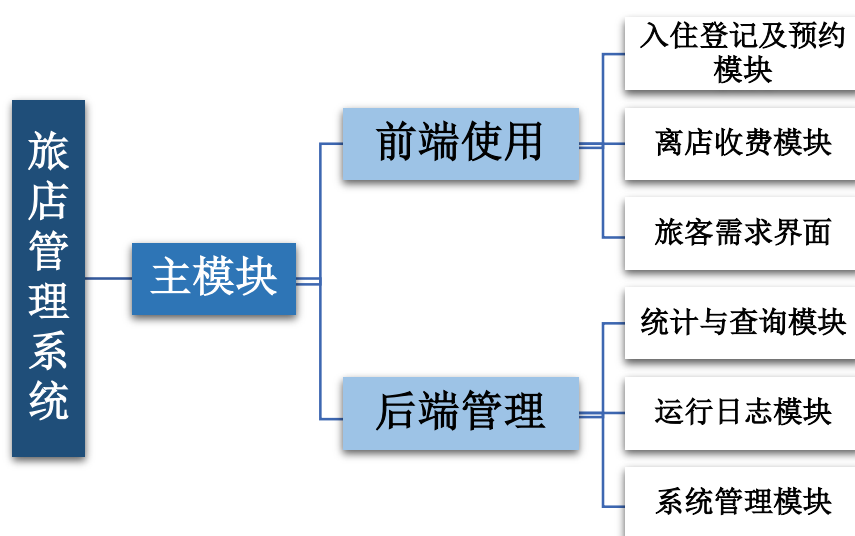 旅店管理系统
主模块
前端使用
入住登记及预约
模块
离店收费模块
旅客需求界面
后端管理
统计与查询模块
运行日志模块
系统管理模块